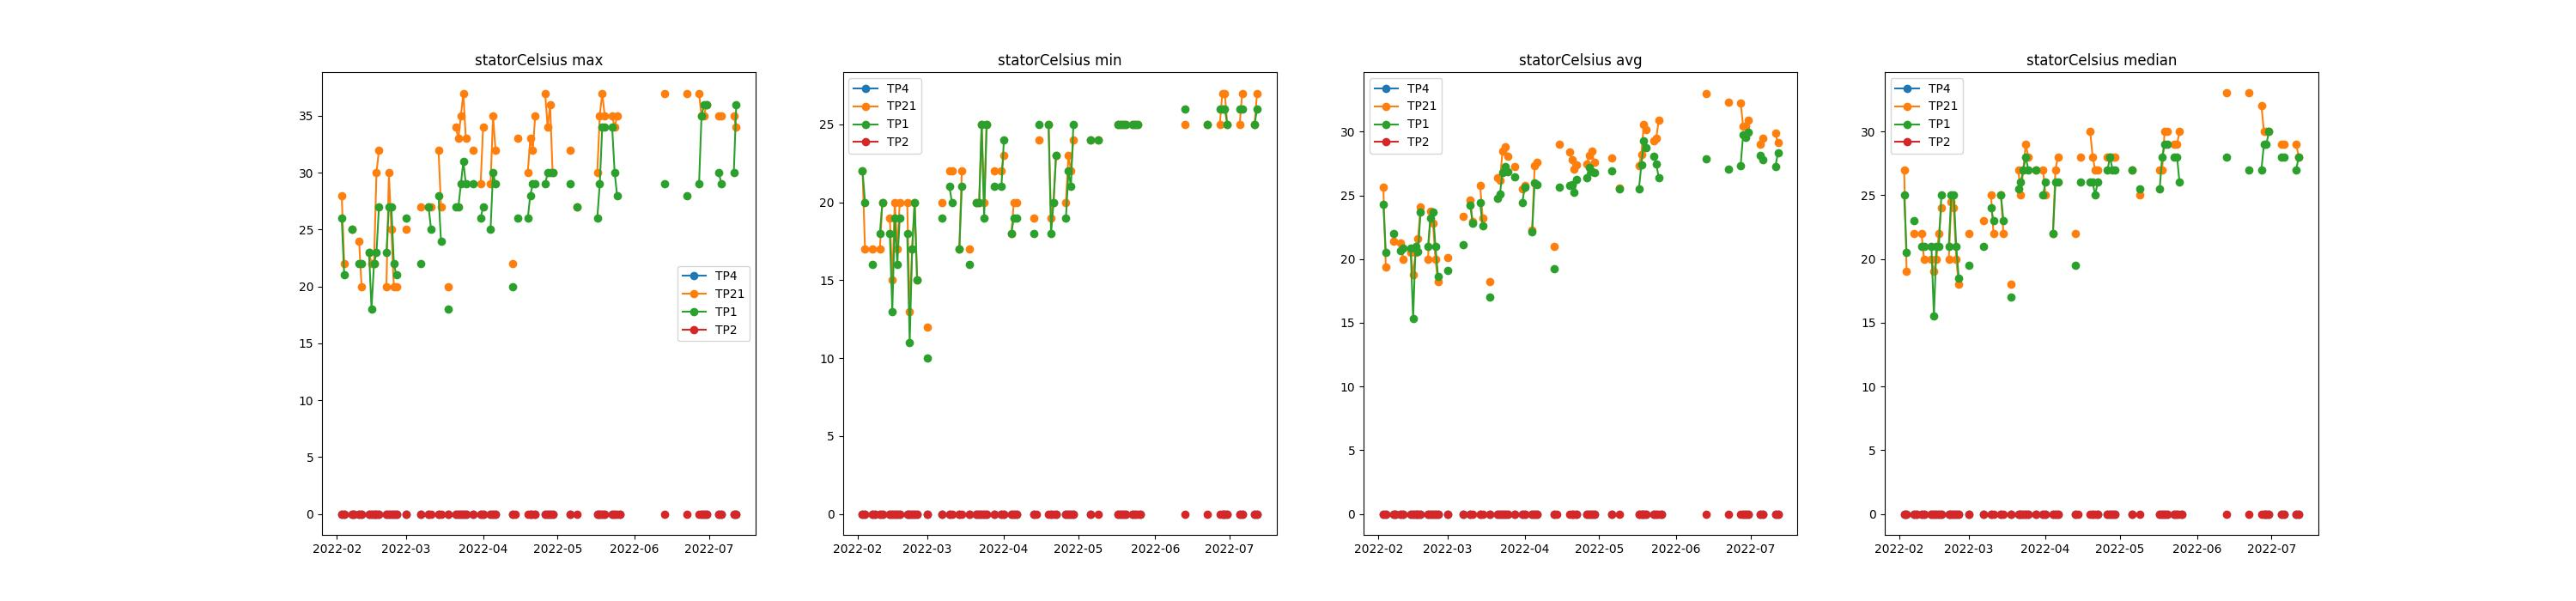 statorCelsius max
35
30
25
20
15
10
5
0
2022-02 2022-03 2022-04 2022-05 2022-06 2022-07
TP4
TP21
TP1
TP2
statorCelsius min
25
20
15
10
5
0
2022-02 2022-03 2022-04 2022-05 2022-06 2022-07
TP4
TP21
TP1
TP2
statorCelsius avg
30
25
20
15
10
5
0
2022-02 2022-03 2022-04 2022-05 2022-06 2022-07
TP4
TP21
TP1
TP2
statorCelsius median
30
25
20
15
10
5
0
2022-02 2022-03 2022-04 2022-05 2022-06 2022-07
TP4
TP21
TP1
TP2